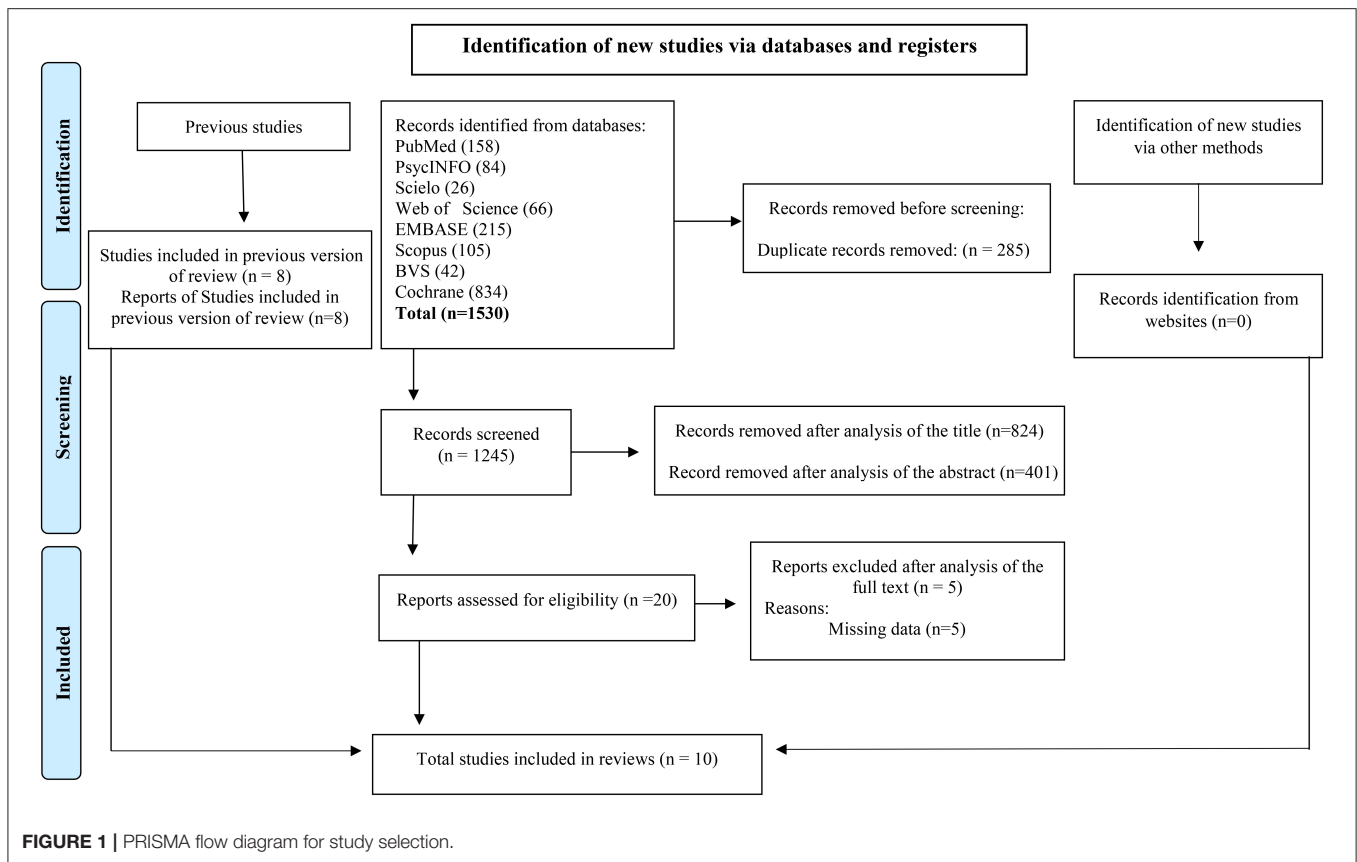 Identification of new studies via databases and registers
Identification
Previous studies
Studies included in previous version
of review (n = 8)
Reports of Studies included in
previous version of review (n=8)
Records identified from databases:
PubMed (158)
PsycINFO (84)
Scielo (26)
Web of Science (66)
EMBASE (215)
Scopus (105)
BVS (42)
Cochrane (834)
Total (n=1530)
Records removed before screening:
Duplicate records removed: (n = 285)
Identification of new studies
via other methods
Records identification from
websites (n=0)
Screening
Records screened
(n = 1245)
Records removed after analysis of the title (n=824)
Record removed after analysis of the abstract (n=401)
Included
Reports assessed for eligibility (n =20)
Reports excluded after analysis of the
full text (n = 5)
Reasons:
Missing data (n=5)
Total studies included in reviews (n = 10)
FIGURE 1 | PRISMA flow diagram for study selection.